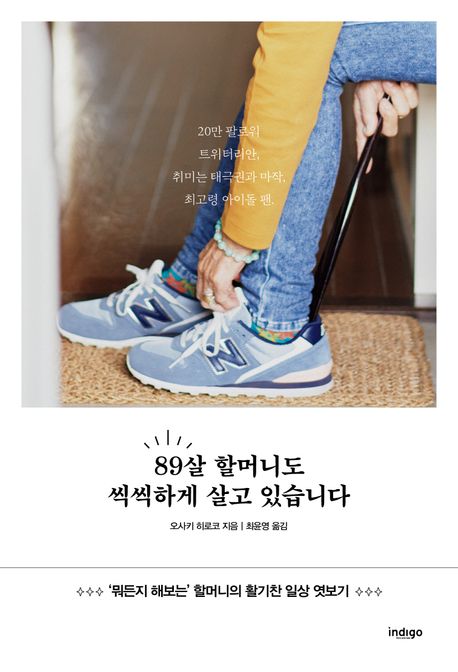 20만 팔로워
트위터리안,
취미는 태극권과 마작,
최고령 아이돌 팬.
N
N
89살 할머니도
씩씩하게 살고 있습니다
오사키 히로코 지음 | 최윤영 옮김
‘뭐든지 해보는’ 할머니의 활기찬 일상 엿보기
indigo